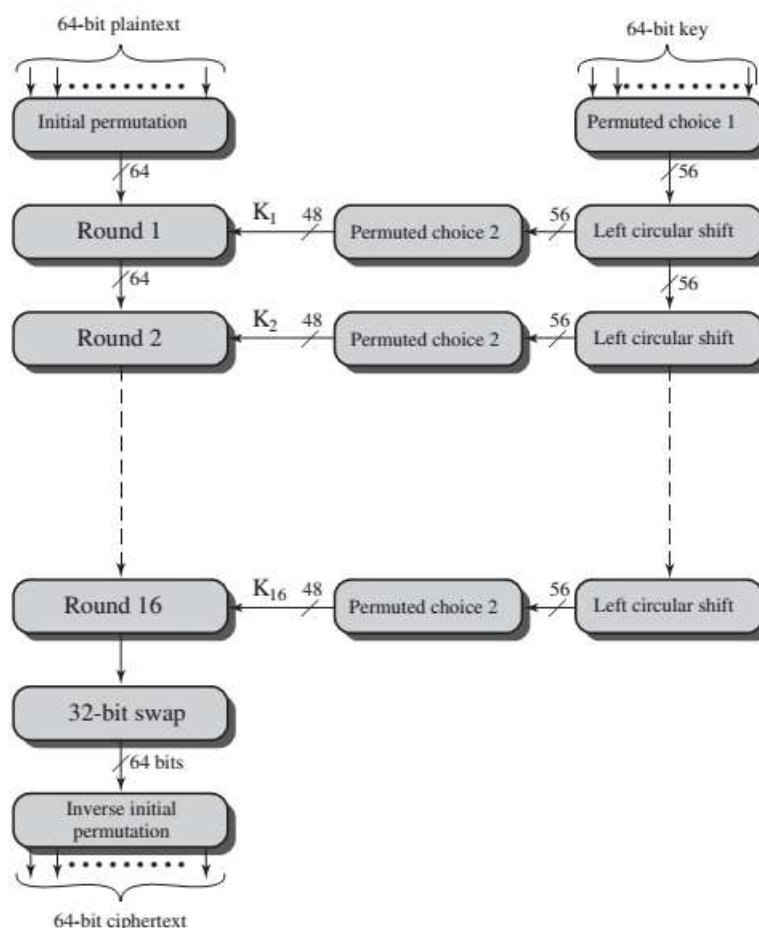 64-bit plaintext
64-bit key
Initial permutation
Permuted choice 1
64
56
Round 1
K1
48
Permuted choice 2
56
Left circular shift
64
56
Round 2
K2
48
Permuted choice 2
56
Left circular shift
Round 16
K16
48
Permuted choice 2
56
Left circular shift
32-bit swap
64 bits
Inverse initial
permutation
64-bit ciphertext